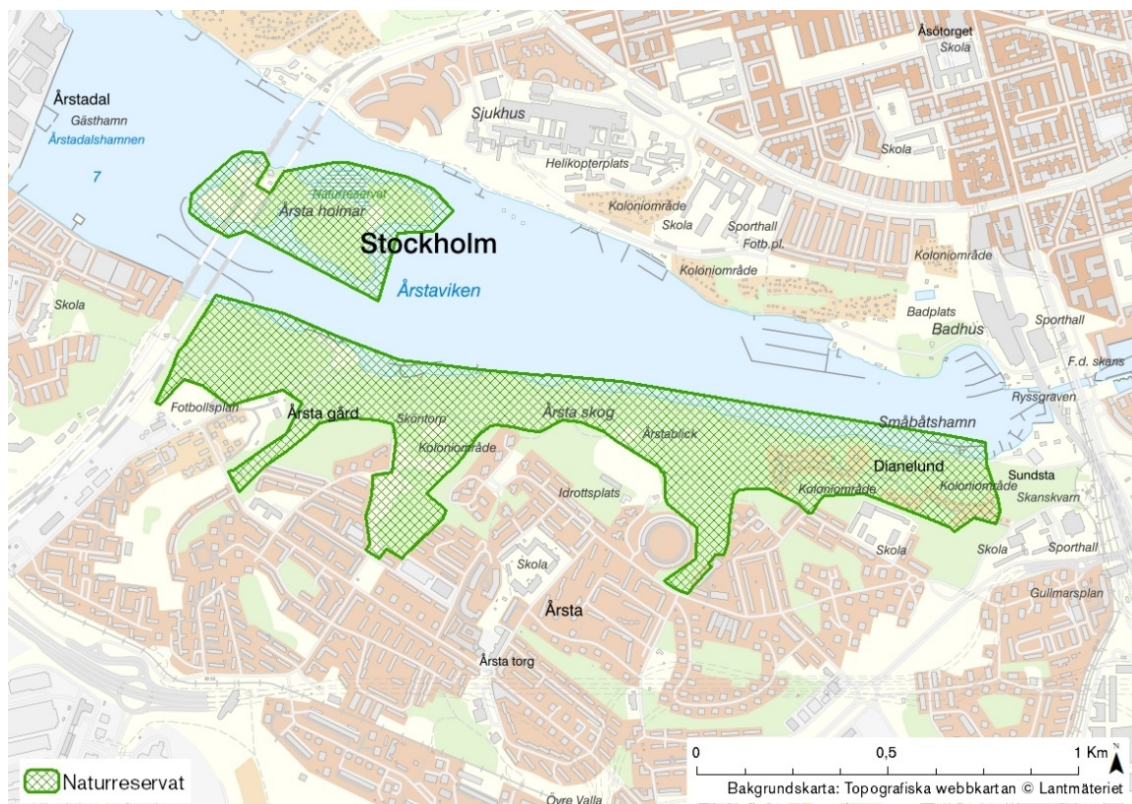 Åsötorget
Skola
Årstadal
Gästhamn
Årstadalshamnen
7
Sjukhus
Helikopterplats
Skola
Naturreservat
Årsta holmar
Koloniområde
Skola
Sporthall
Fotb.pl.
Stockholm
Koloniområde
Koloniområde
Årstaviken
Skola
Badplats
Badhus
Sporthall
F.d. skans
Ryssgraven
Fotbollsplan
Årsta gård
Sköntorp
Årsta skog
Årstablick
Småbåtshamn
Koloniområde
Dianelund
Sundsta
Koloniområde
Koloniområde
Skanskvarn
Idrottsplats
Skola
Skola
Skola
Sporthall
Gullmarsplan
Årsta
Årsta torg
0
0,5
1 Km
N
Naturreservat
Bakgrundskarta: Topografiska webbkartan © Lantmäteriet
Övre Valla